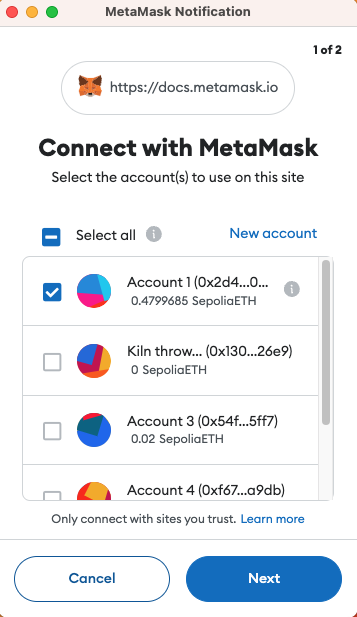 MetaMask Notification
1 of 2
https://docs.metamask.io
Connect with MetaMask
Select the account(s) to use on this site
Select all
New account
Account 1 (0x2d4...0...
0.4799685 SepoliaETH
Kiln throw... (0x130...26e9)
0 SepoliaETH
Account 3 (0x54f...5ff7)
0.02 SepoliaETH
Account 4 (0xf67...a9db)
Only connect with sites you trust. Learn more
Cancel
Next